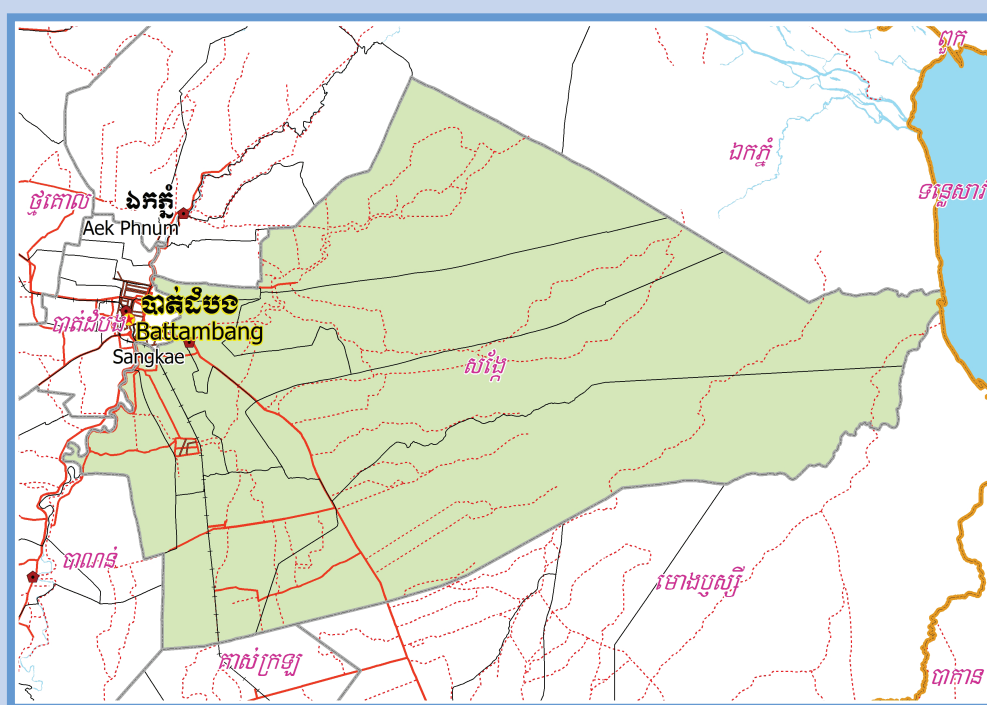 ពួក
ឯកភ្នំ
ថ្មគោល
ឯកភ្នំ
Aek Phnum
ទន្លេសាប
បាត់ដំបង
បាត់ដំបង
Battambang
Sangkae
សង្កែ
បាណន់
មោងឫស្សី
គាស់ក្រឡ
បាកាន